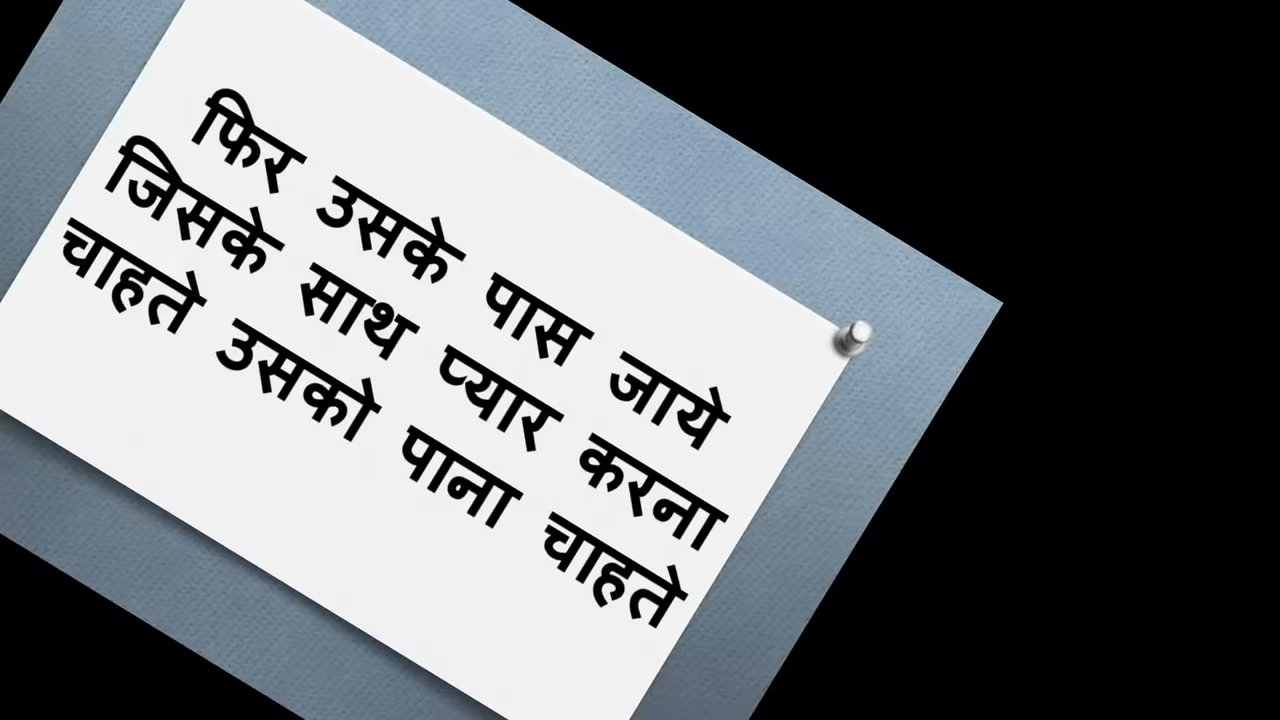 फिर उसके पास जाये
जिसके साथ प्यार करना
चाहते उसको पाना चाहते